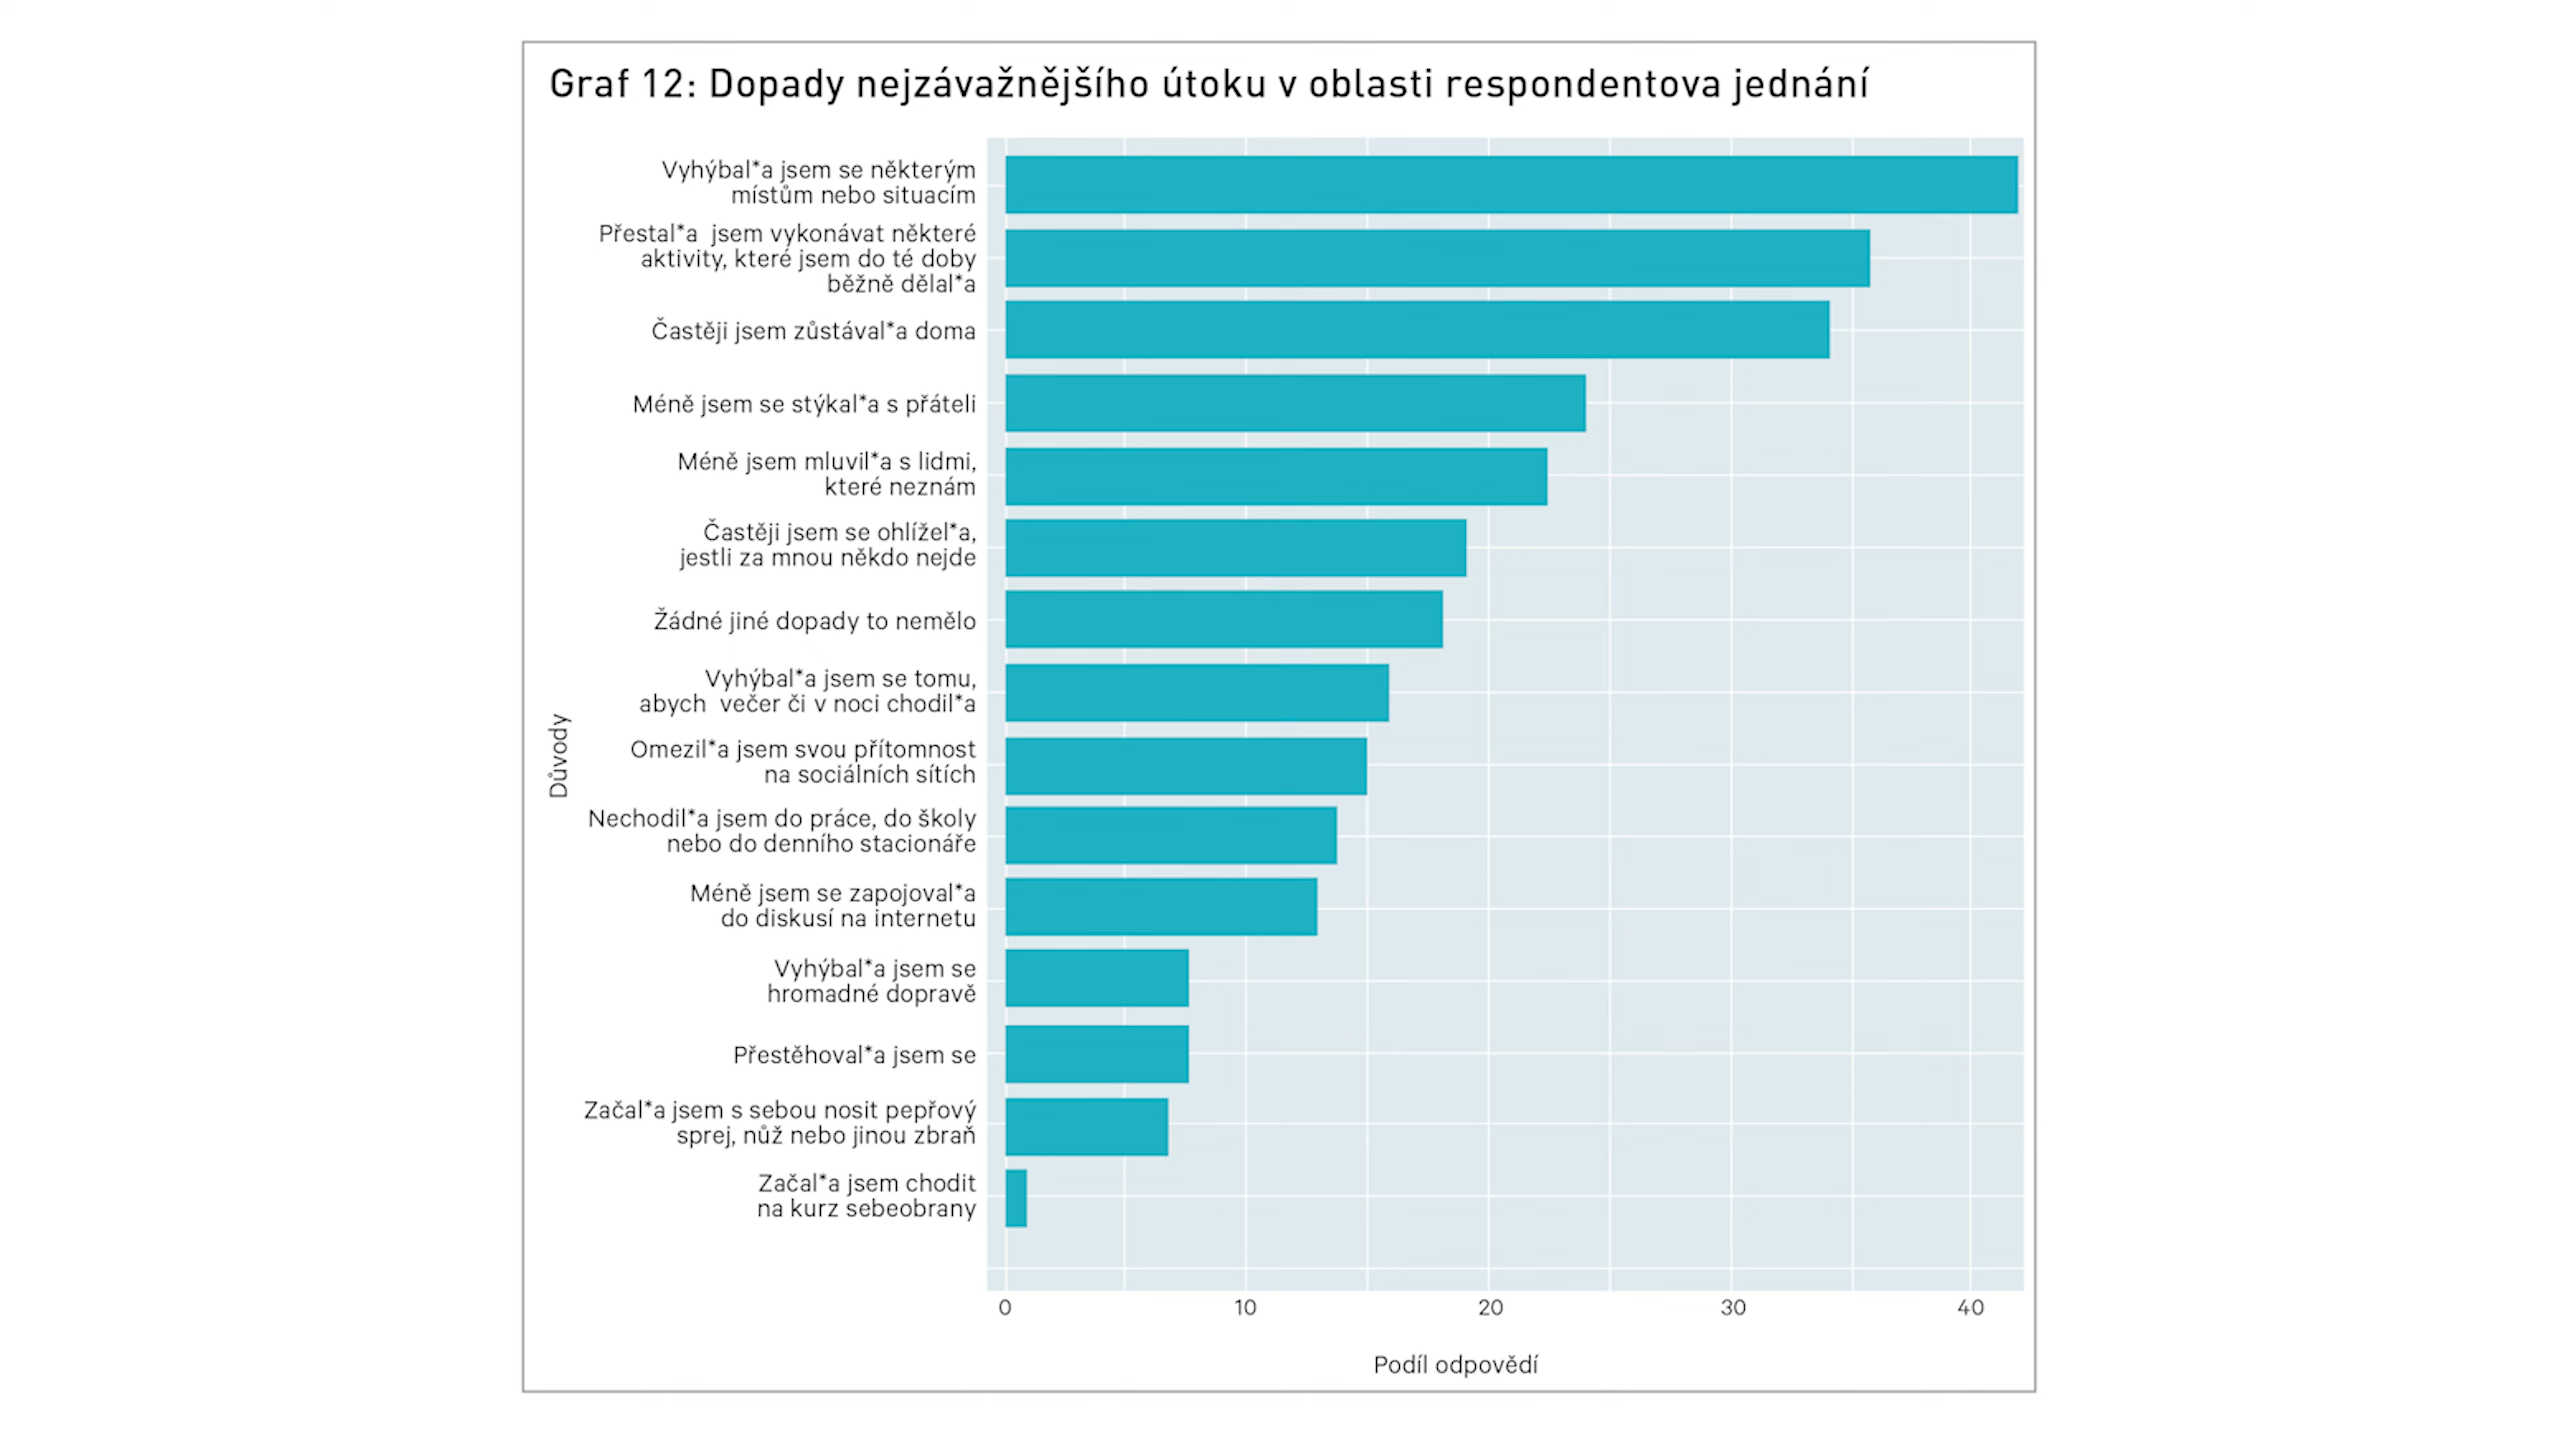 Graf 12: Dopady nejzávažnějšího útoku v oblasti respondentova jednání
Vyhýbal*a jsem se některým
místům nebo situacím
Přestal*a jsem vykonávat některé
aktivity, které jsem do té doby
běžně dělal*a
Častěji jsem zůstával*a doma
Méně jsem se stýkal*a s přáteli
Méně jsem mluvil*a s lidmi,
které neznám
Častěji jsem se ohlížel*a,
jestli za mnou někdo nejde
Žádné jiné dopady to nemělo
Vyhýbal*a jsem se tomu,
abych večer či v noci chodil*a
Omezil*a jsem svou přítomnost
na sociálních sítích
Nechodil*a jsem do práce, do školy
nebo do denního stacionáře
Méně jsem se zapojoval*a
do diskusí na internetu
Vyhýbal*a jsem se
hromadné dopravě
Přestěhoval*a jsem se
Začal*a jsem s sebou nosit pepřový
sprej, nůž nebo jinou zbraň
Začal*a jsem chodit
na kurz sebeobrany
Důvody
0 10 20 30 40
Podíl odpovědí